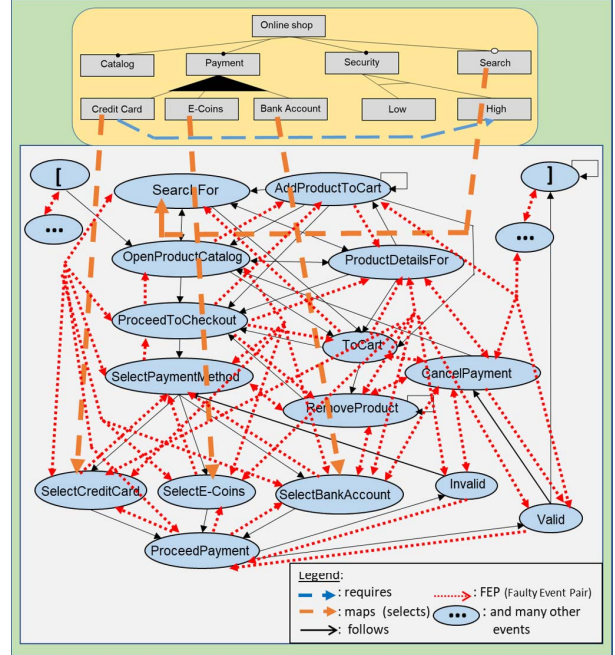 Online shop
Catalog
Payment
Security
Search
Credit Card
E-Coins
Bank Account
Low
High
[
SearchFor
AddProductToCart
]
...
...
OpenProductCatalog
ProductDetailsFor
ProceedToCheckout
ToCart
SelectPaymentMethod
CancelPayment
RemoveProduct
SelectCreditCard
SelectE-Coins
SelectBankAccount
Invalid
Valid
ProceedPayment
Legend:
: requires
: FEP (Faulty Event Pair)
: maps (selects)
... : and many other
events
: follows